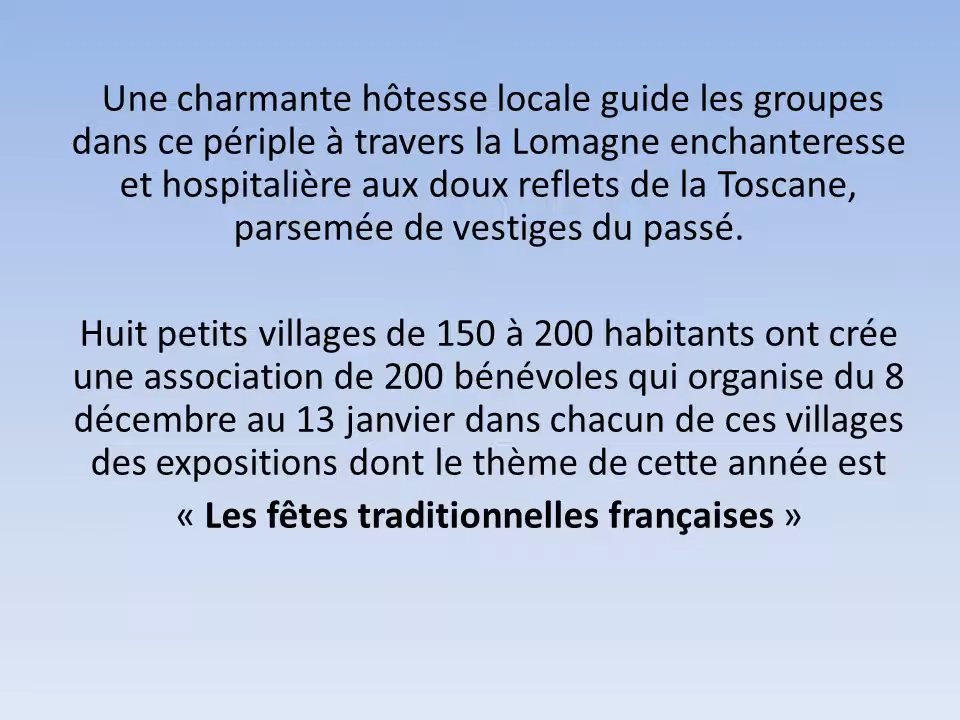 Une charmante hôtesse locale guide les groupes
dans ce périple à travers la Lomagne enchanteresse
et hospitalière aux doux reflets de la Toscane,
parsemée de vestiges du passé.
Huit petits villages de 150 à 200 habitants ont crée
une association de 200 bénévoles qui organise du 8
décembre au 13 janvier dans chacun de ces villages
des expositions dont le thème de cette année est
« Les fêtes traditionnelles françaises »